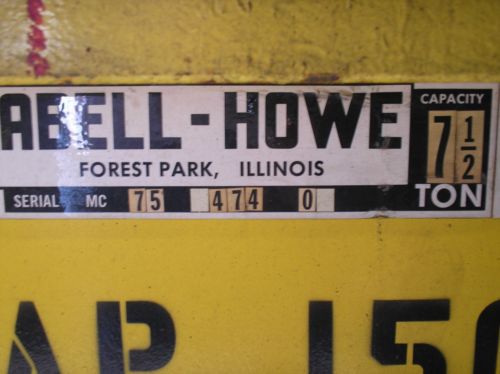 ABELL-HOWE
FOREST PARK, ILLINOIS
SERIAL MC 75 474 0
CAPACITY
7 1/2
TON